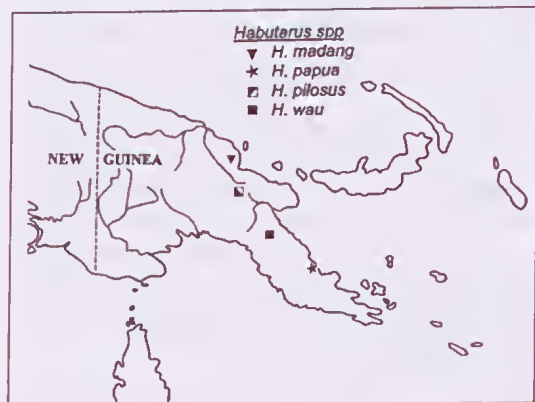 Habutarus spp
H. madang
H. papua
H. pilosus
H. wau
NEW GUINEA